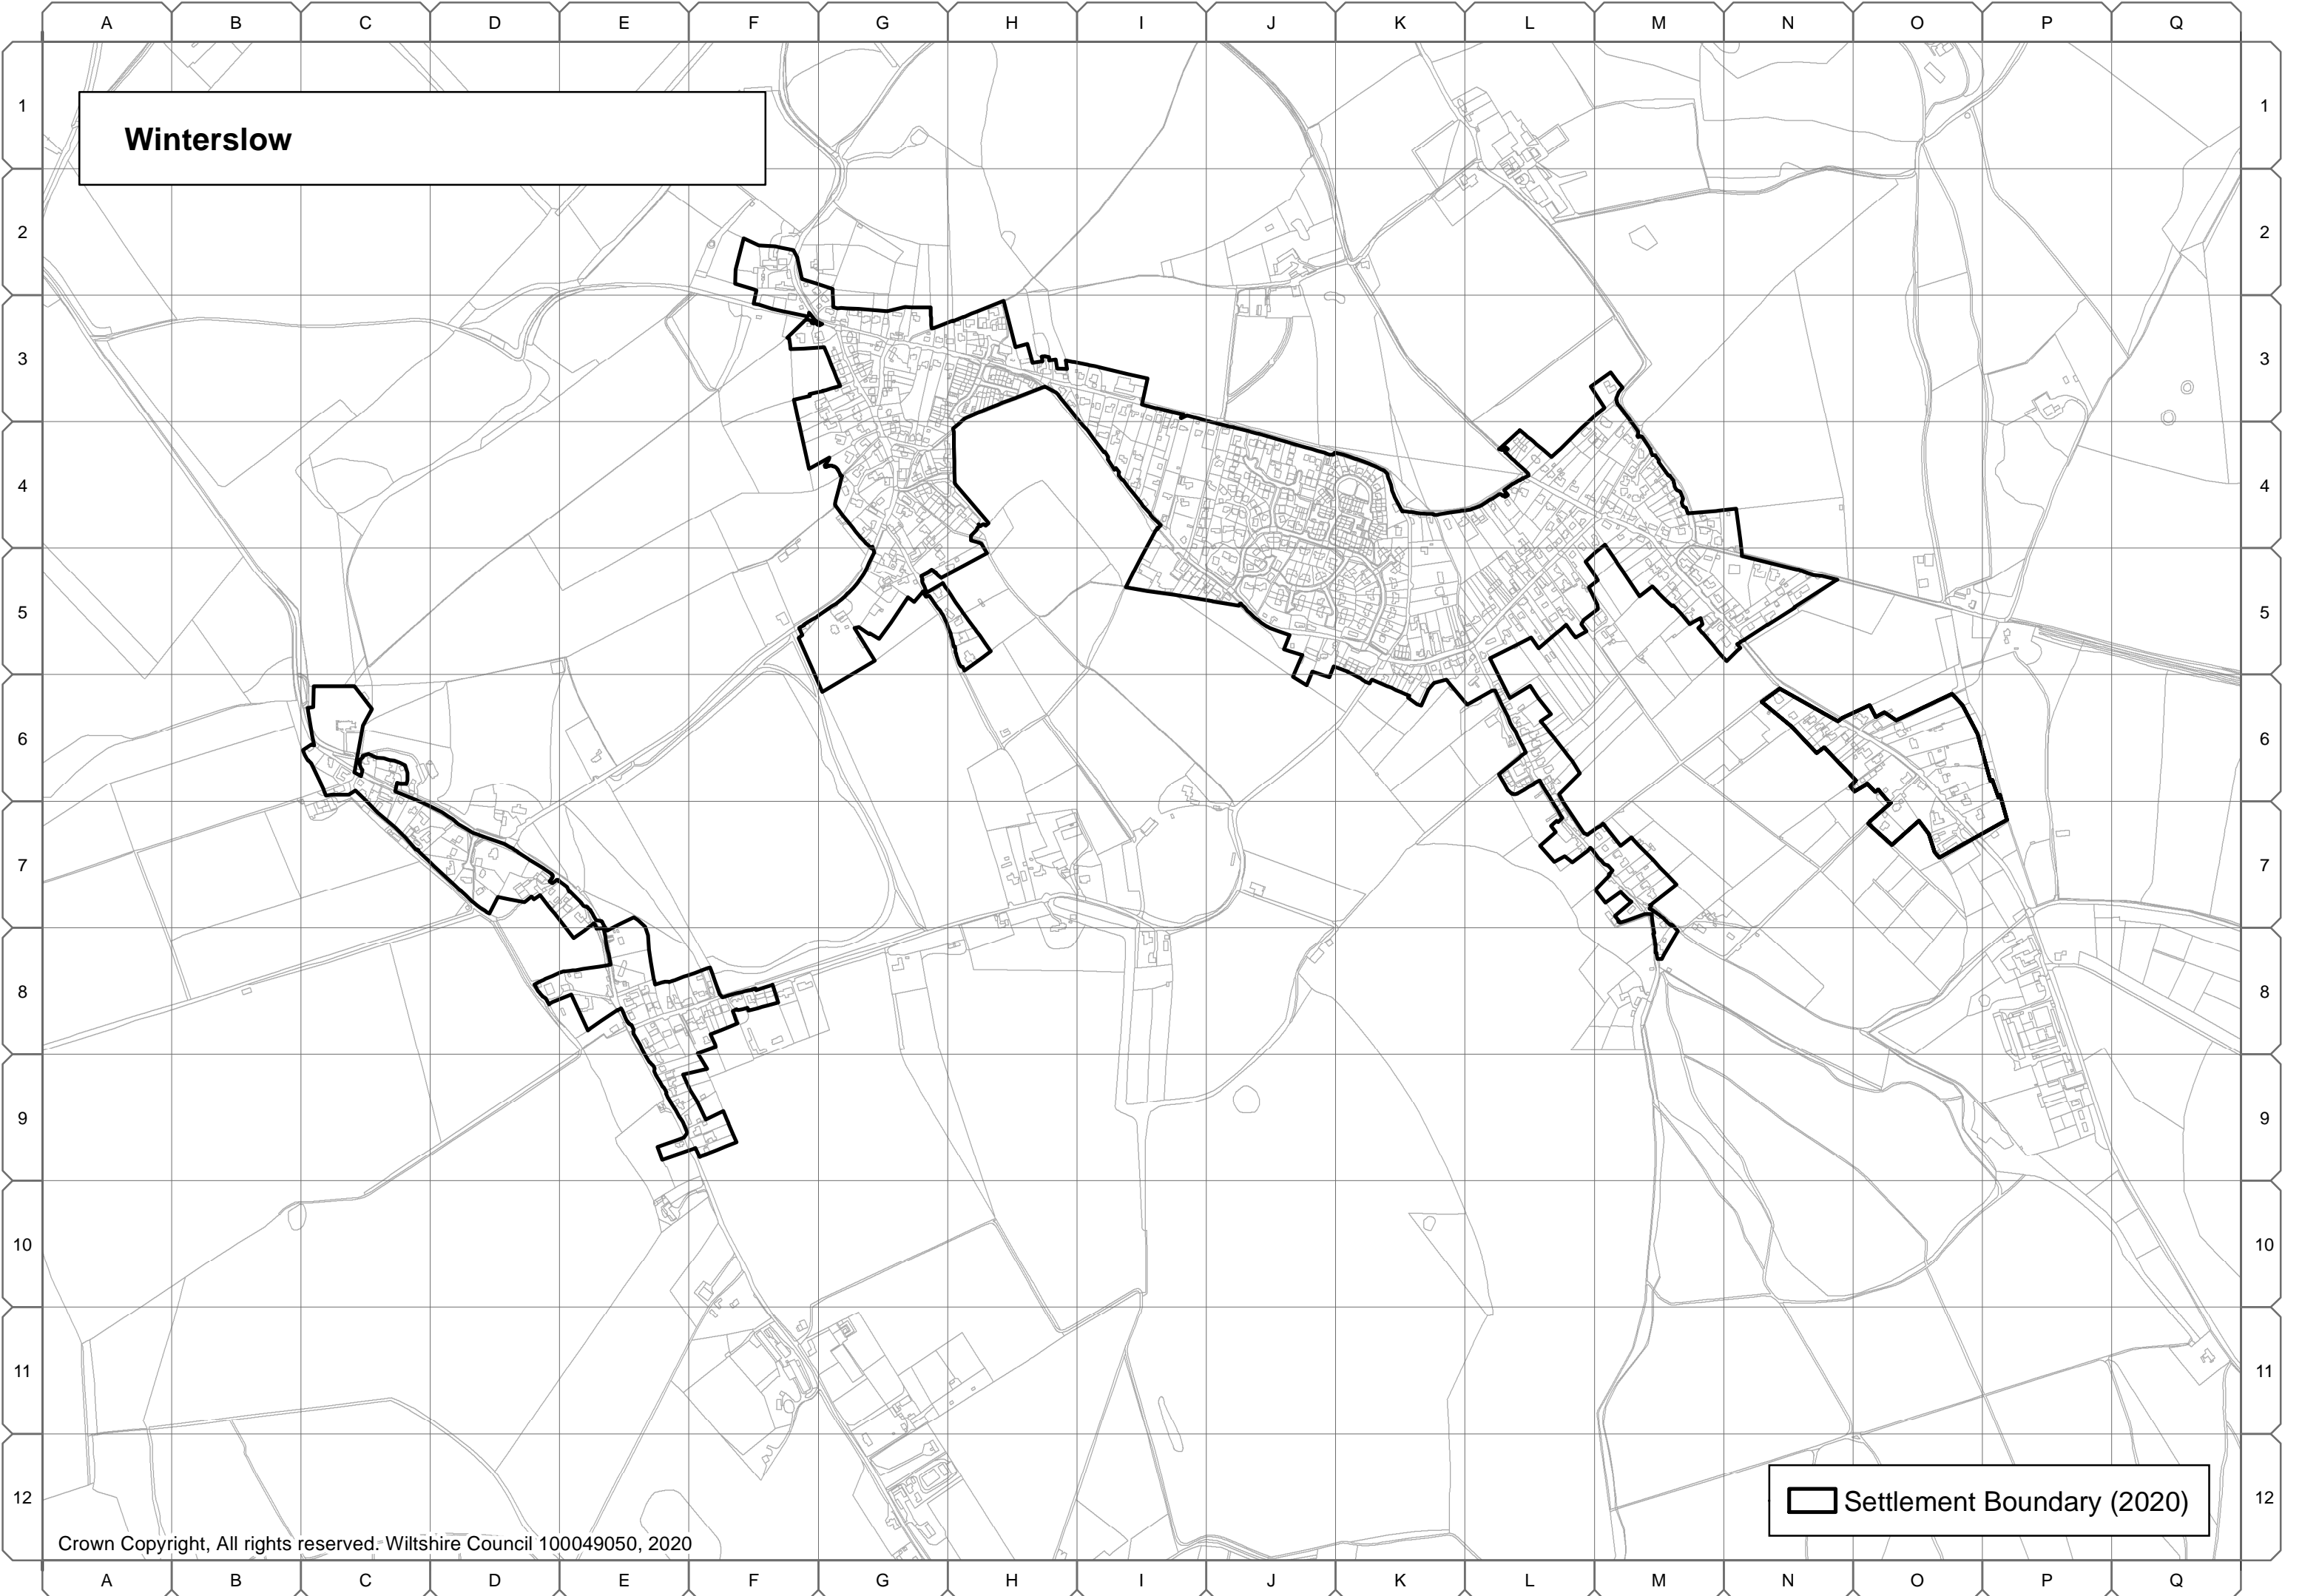 A B C D E F G H I J K L M N O P Q
1 1
Winterslow
2 2
3 3
4 4
5 5
6 6
7 7
8 8
9 9
10 10
11 11
12 12
Settlement Boundary (2020)
Crown Copyright, All rights reserved. Wiltshire Council 100049050, 2020
A B C D E F G H I J K L M N O P Q